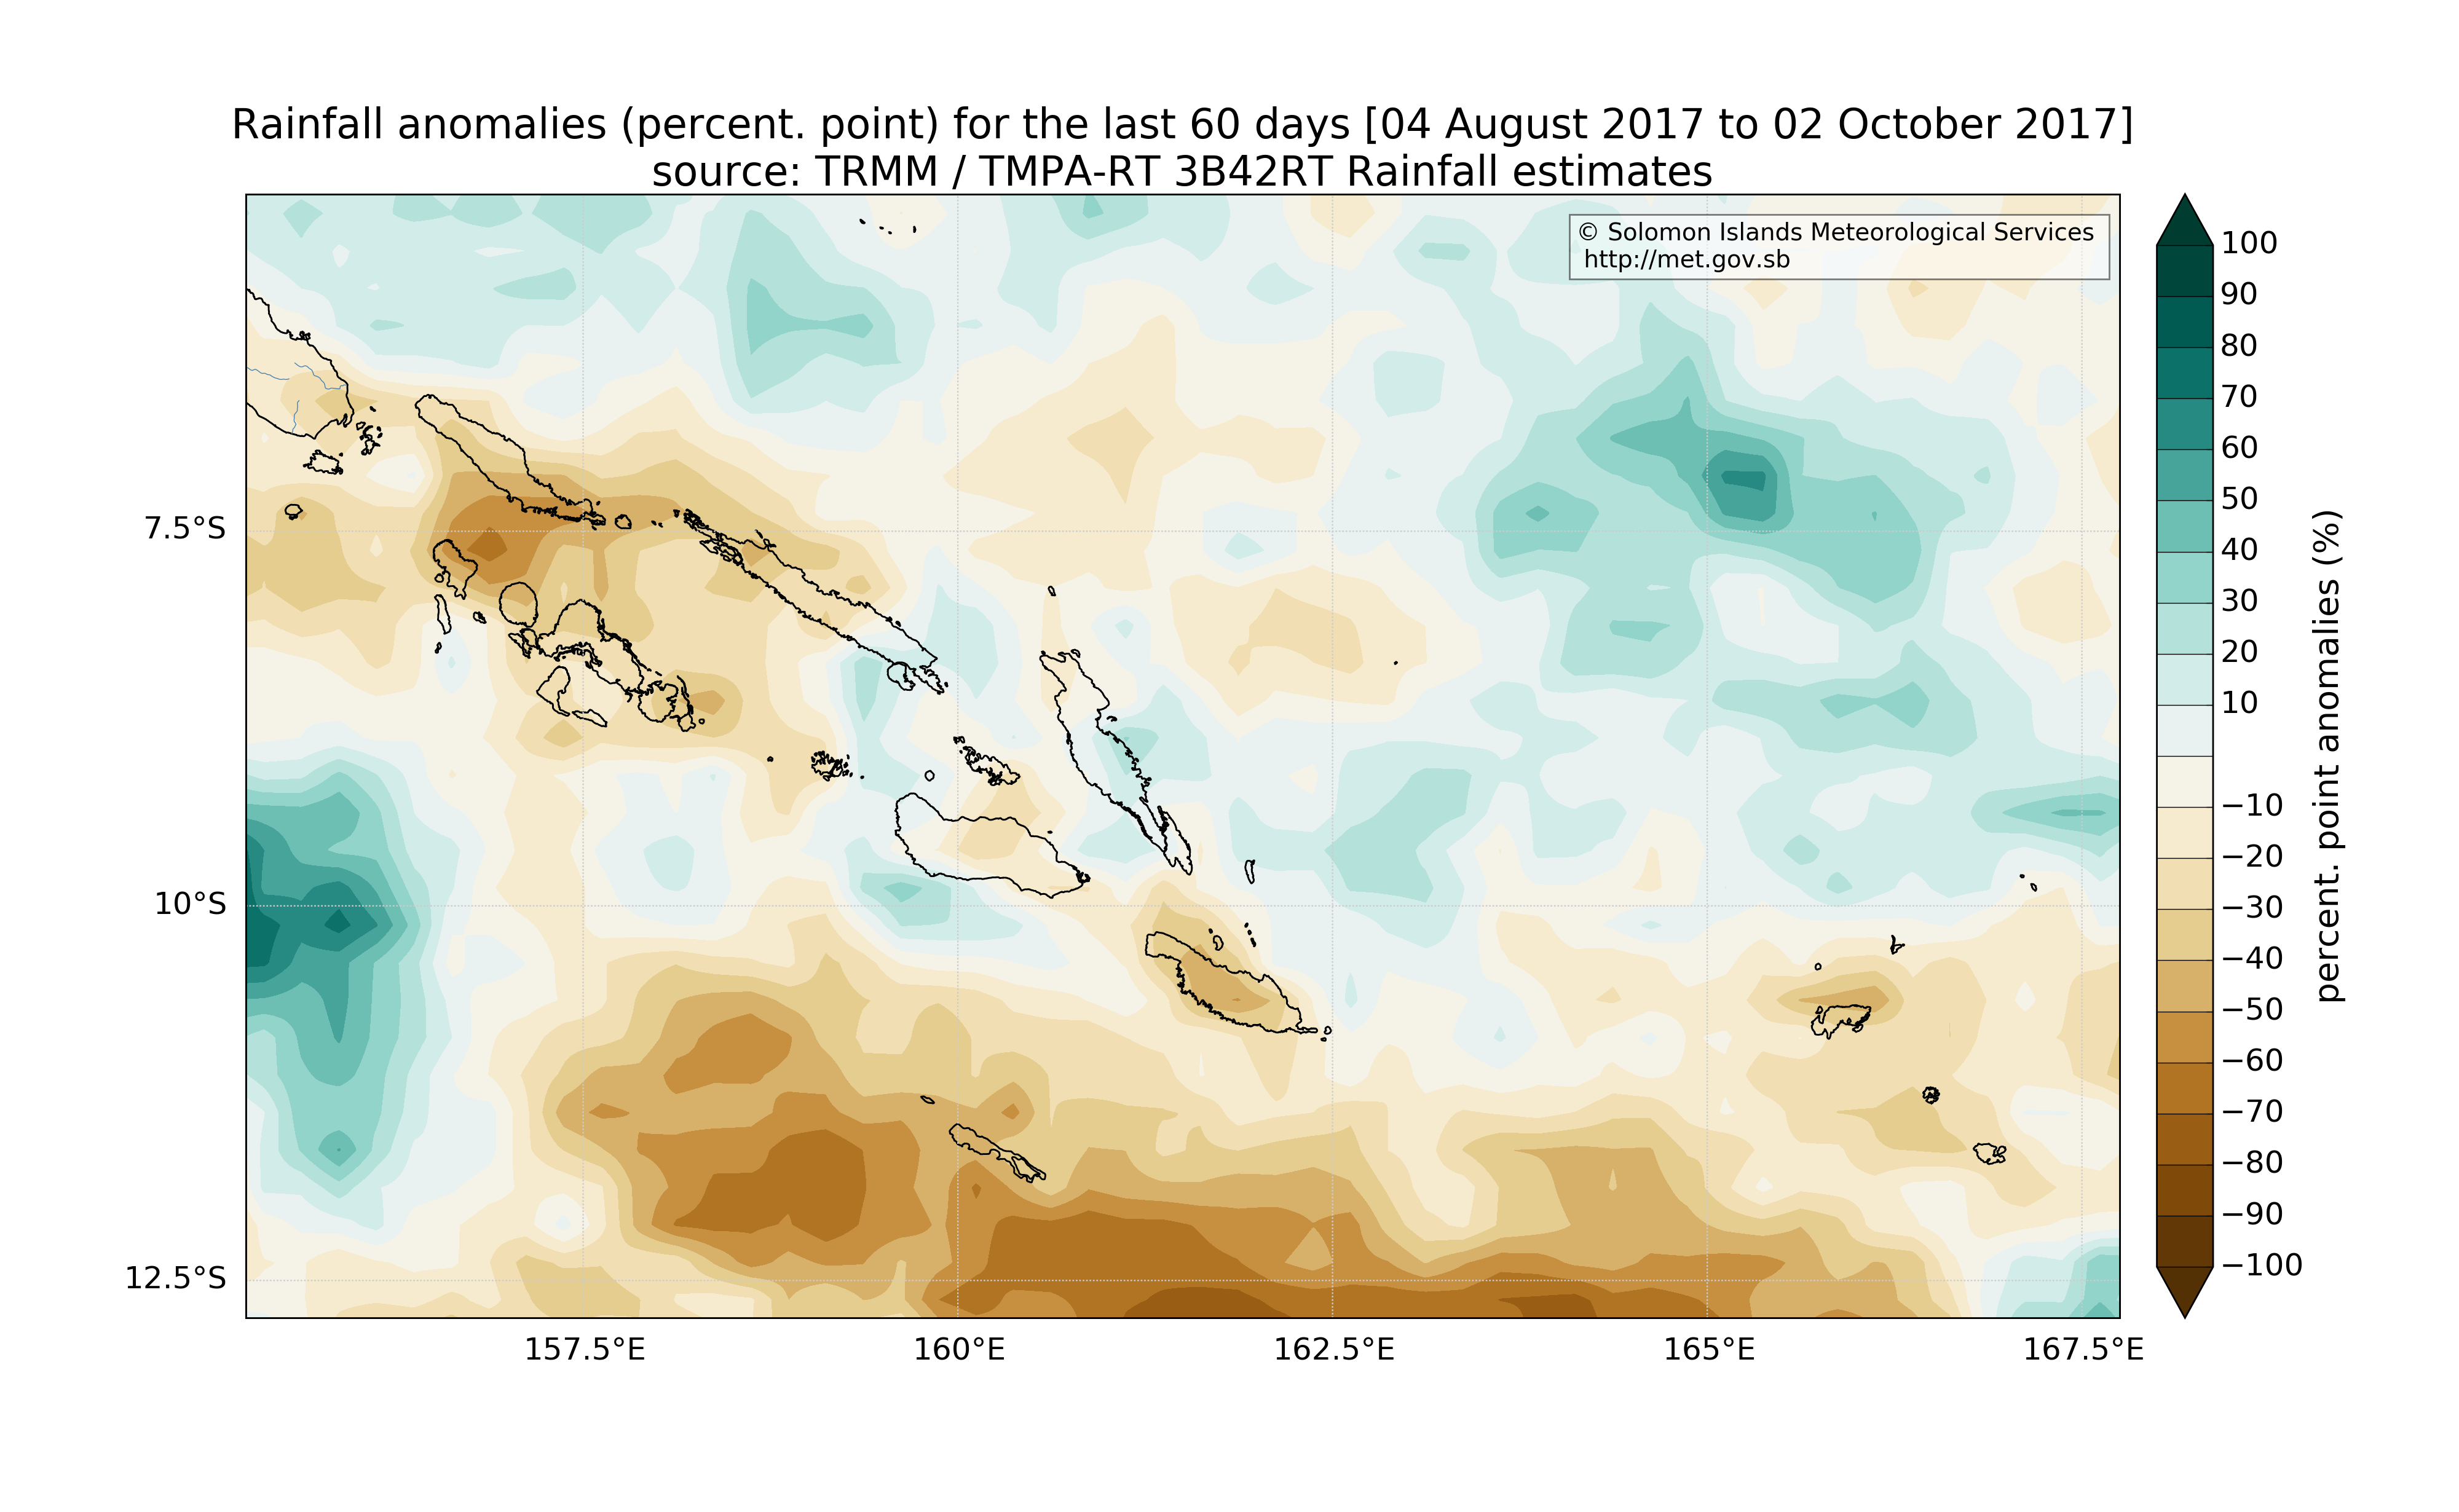 Rainfall anomalies (percent. point) for the last 60 days [04 August 2017 to 02 October 2017]
source: TRMM / TMPA-RT 3B42RT Rainfall estimates
© Solomon Islands Meteorological Services
http://met.gov.sb
7.5°S
10°S
12.5°S
157.5°E
160°E
162.5°E
165°E
167.5°E
100
90
80
70
60
50
40
30
20
10
−10
−20
−30
−40
−50
−60
−70
−80
−90
−100
percent. point anomalies (%)